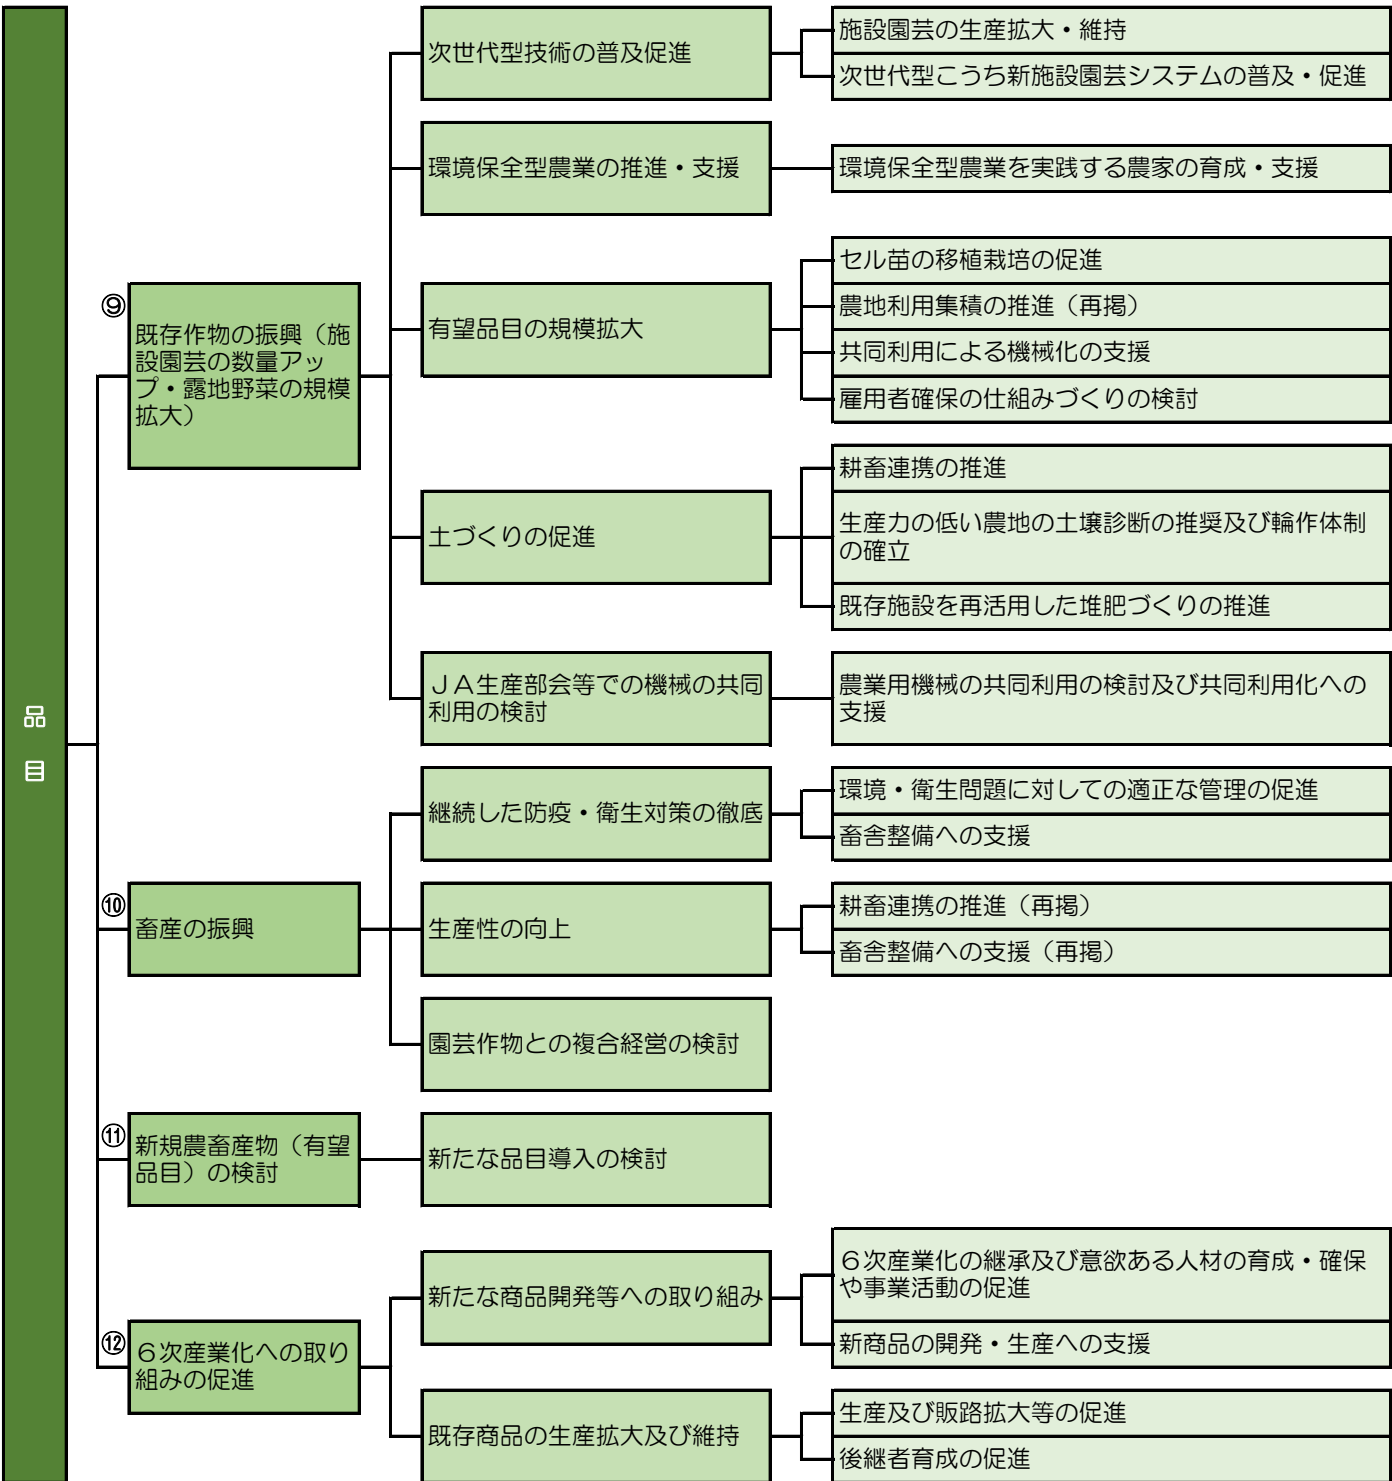 品
目
⑨
既存作物の振興（施
設園芸の数量アッ
プ・露地野菜の規模
拡大）
次世代型技術の普及促進
施設園芸の生産拡大・維持
次世代型こうち新施設園芸システムの普及・促進
環境保全型農業の推進・支援
環境保全型農業を実践する農家の育成・支援
有望品目の規模拡大
セル苗の移植栽培の促進
農地利用集積の推進（再掲）
共同利用による機械化の支援
雇用者確保の仕組みづくりの検討
土づくりの促進
耕畜連携の推進
生産力の低い農地の土壌診断の推奨及び輪作体制
の確立
既存施設を再活用した堆肥づくりの推進
ＪＡ生産部会等での機械の共同
利用の検討
農業用機械の共同利用の検討及び共同利用化への
支援
⑩
畜産の振興
継続した防疫・衛生対策の徹底
環境・衛生問題に対しての適正な管理の促進
畜舎整備への支援
生産性の向上
耕畜連携の推進（再掲）
畜舎整備への支援（再掲）
園芸作物との複合経営の検討
⑪
新規農畜産物（有望
品目）の検討
新たな品目導入の検討
⑫
６次産業化への取り
組みの促進
新たな商品開発等への取り組み
６次産業化の継承及び意欲ある人材の育成・確保
や事業活動の促進
新商品の開発・生産への支援
既存商品の生産拡大及び維持
生産及び販路拡大等の促進
後継者育成の促進